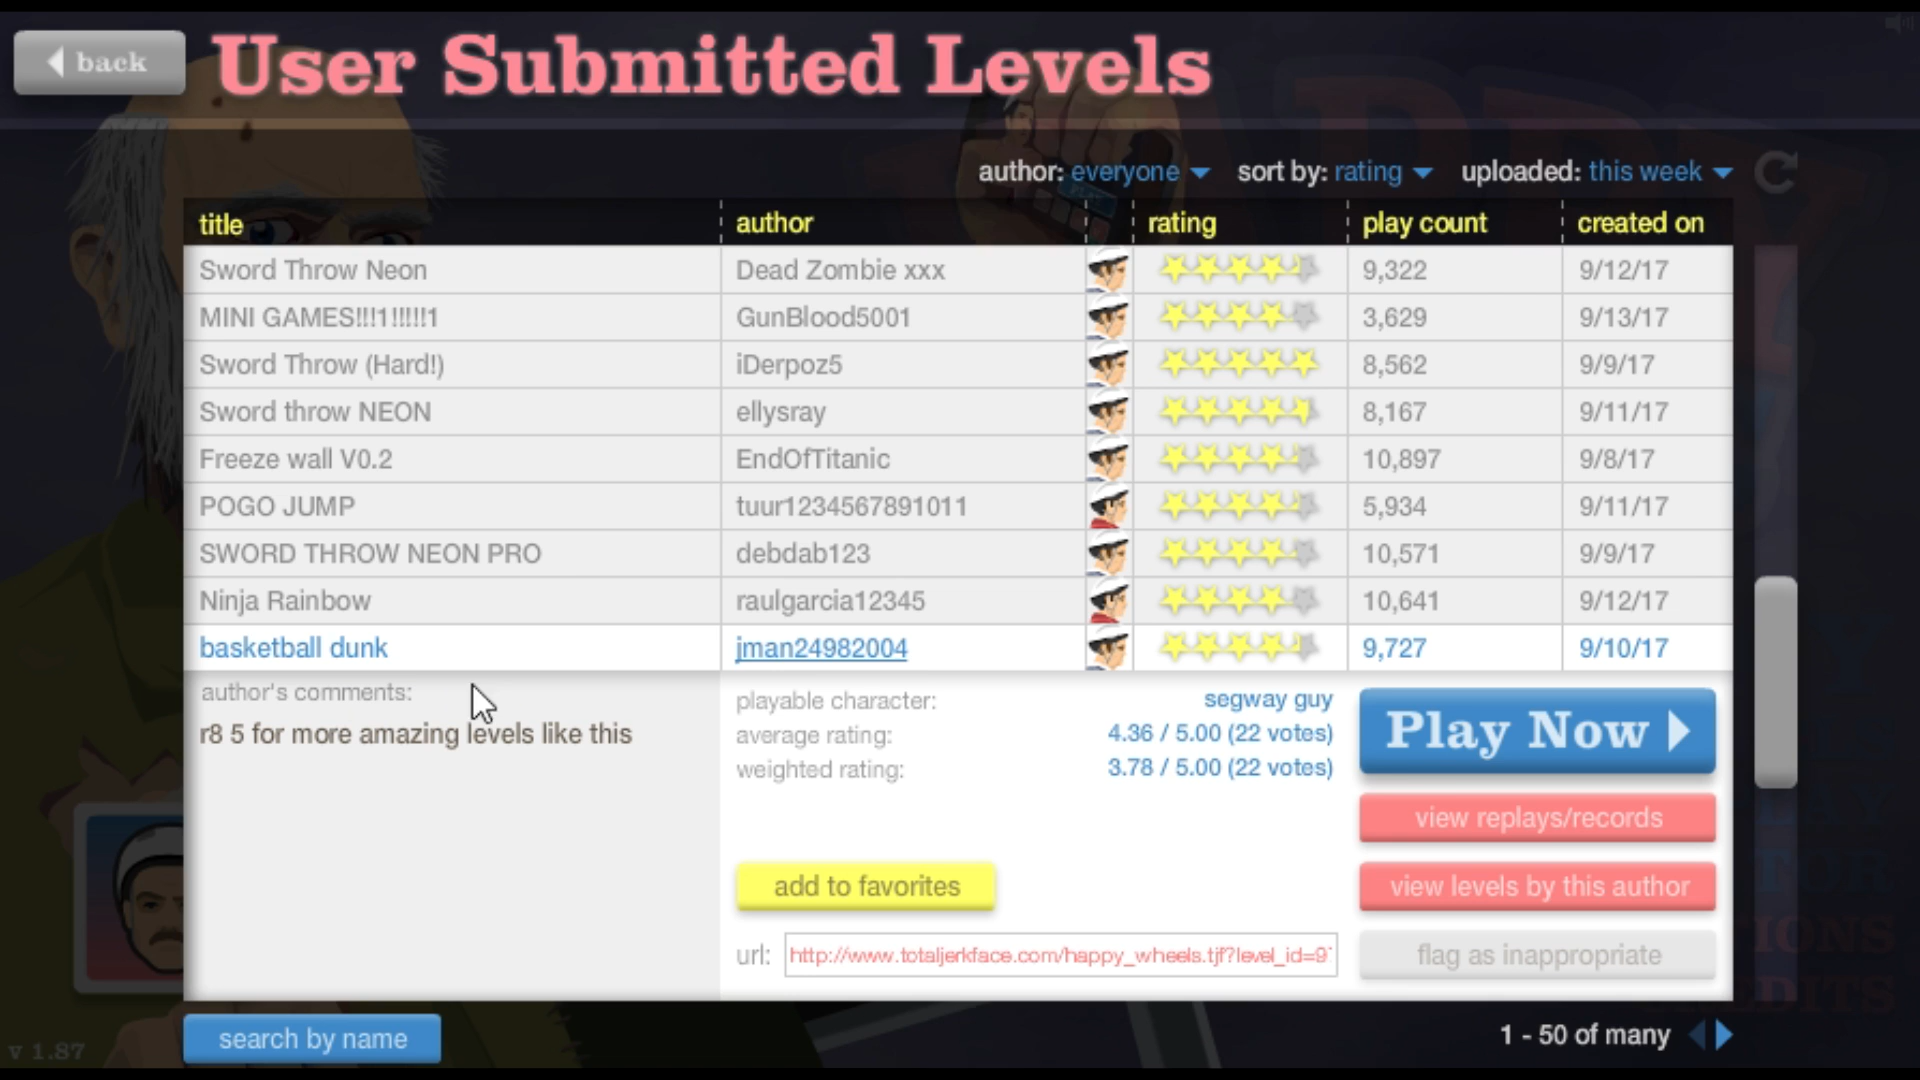 back
User Submitted Levels
author: everyone sort by: rating uploaded: this week
title author rating play count created on
Sword Throw Neon Dead Zombie xxx 9,322 9/12/17
MINI GAMES!!!1!!!!!1 GunBlood5001 3,629 9/13/17
Sword Throw (Hard!) iDerpoz5 8,562 9/9/17
Sword throw NEON ellysray 8,167 9/11/17
Freeze wall V0.2 EndOfTitanic 10,897 9/8/17
POGO JUMP tuur1234567891011 5,934 9/11/17
SWORD THROW NEON PRO debdab123 10,571 9/9/17
Ninja Rainbow raulgarcia12345 10,641 9/12/17
basketball dunk jman24982004 9,727 9/10/17
author's comments:
r8 5 for more amazing levels like this
playable character: segway guy
average rating: 4.36 / 5.00 (22 votes)
weighted rating: 3.78 / 5.00 (22 votes)
Play Now
view replays/records
add to favorites
view levels by this author
url: http://www.totaljerkface.com/happy_wheels.tjf?level_id=9
flag as inappropriate
search by name
1 - 50 of many
v 1.87